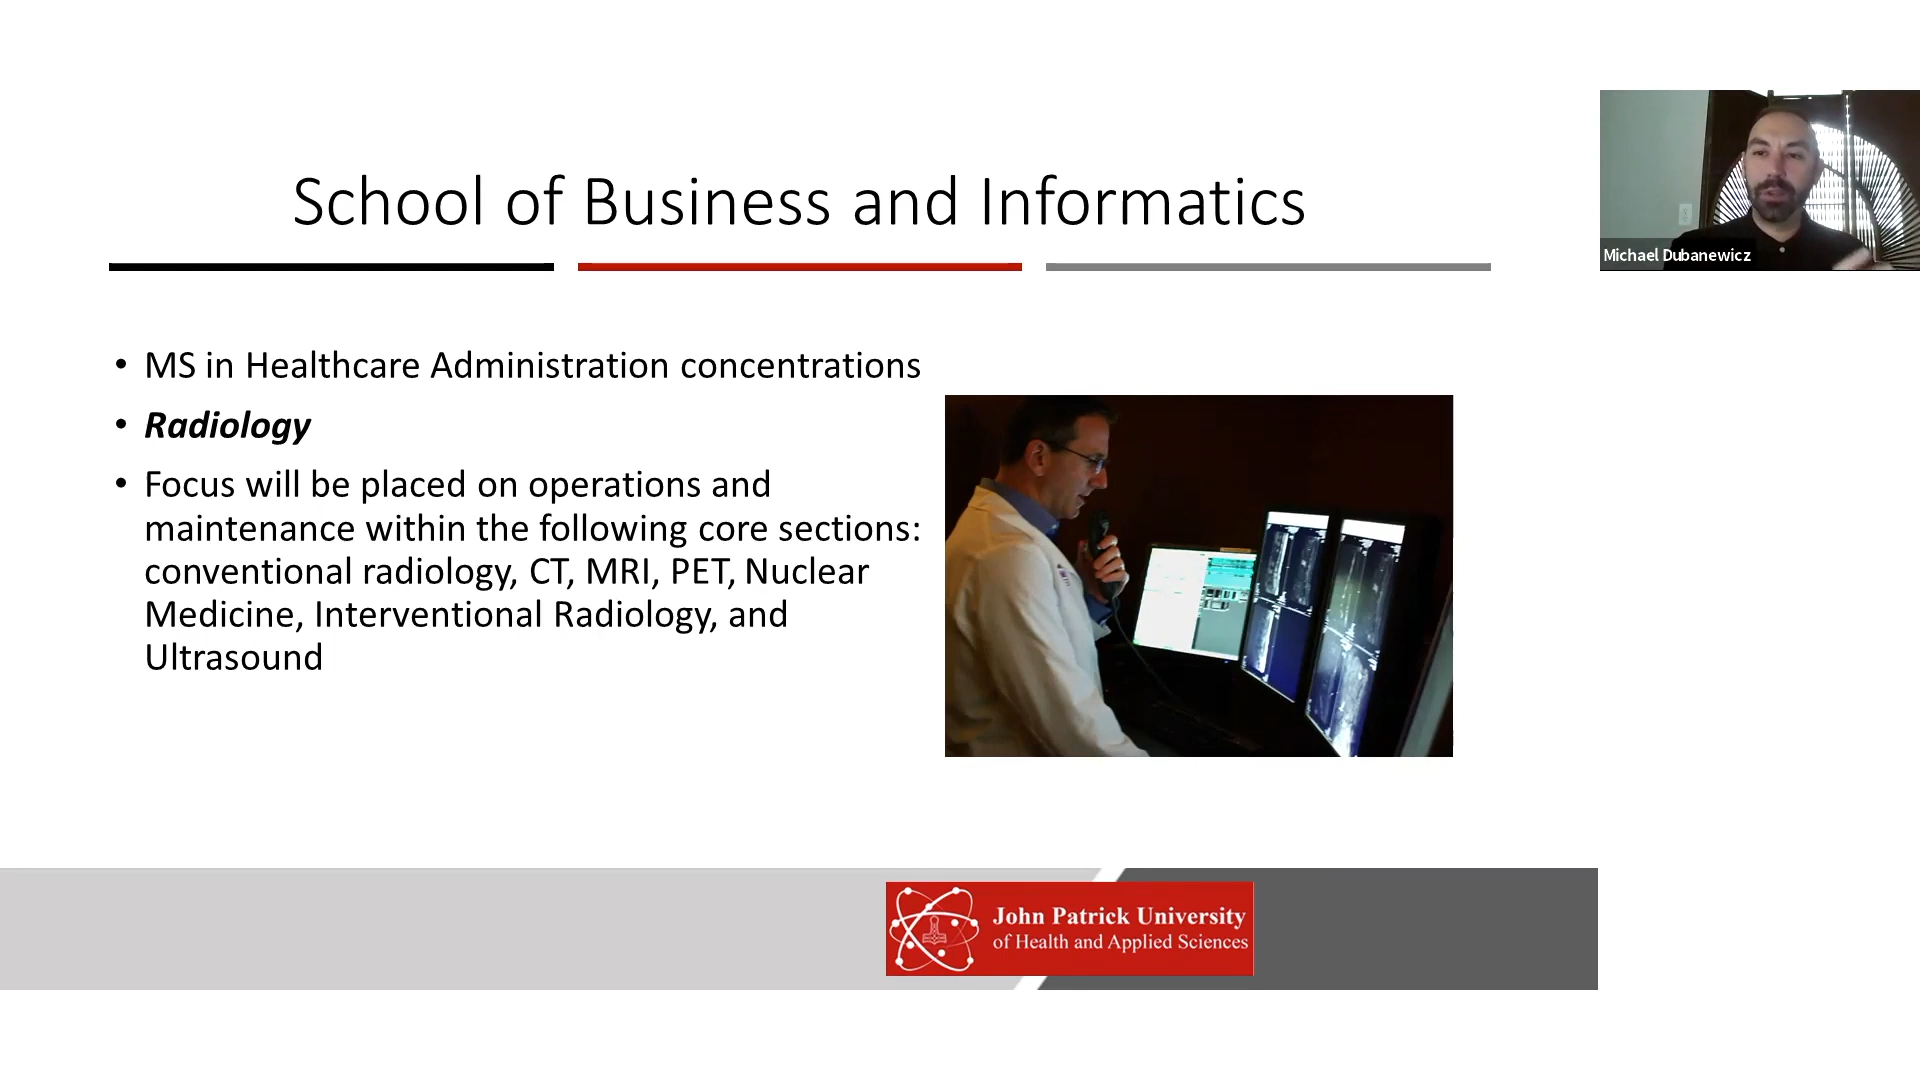 School of Business and Informatics
Michael Dubanewicz
• MS in Healthcare Administration concentrations
• Radiology
• Focus will be placed on operations and
maintenance within the following core sections:
conventional radiology, CT, MRI, PET, Nuclear
Medicine, Interventional Radiology, and
Ultrasound
John Patrick University
of Health and Applied Sciences